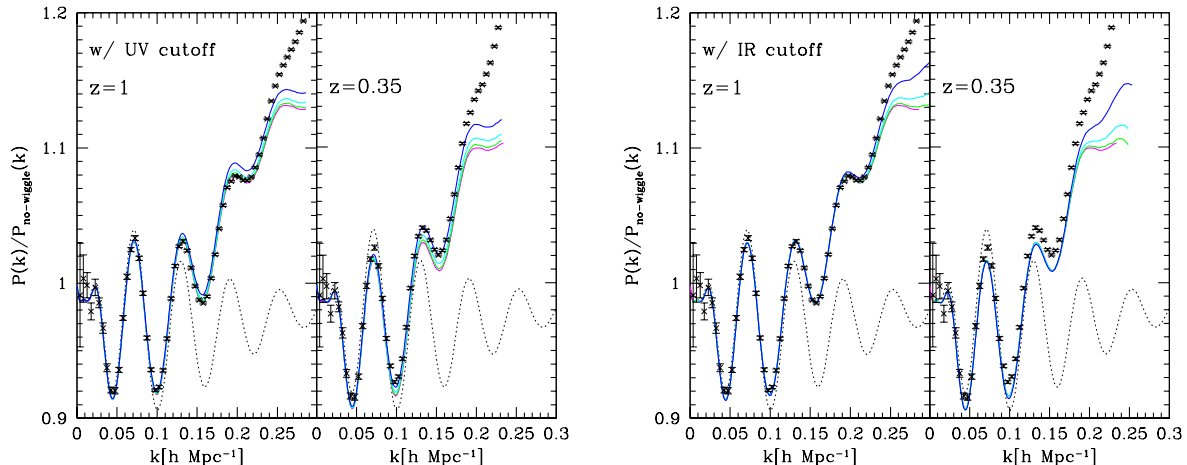 1.2
1.1
1
0.9
P(k)/P_no-wiggle(k)
w/ UV cutoff
z=1
z=0.35
0 0.05 0.1 0.15 0.2 0.25 0 0.05 0.1 0.15 0.2 0.25 0.3
k[h Mpc⁻¹] k[h Mpc⁻¹]
1.2
1.1
1
0.9
P(k)/P_no-wiggle(k)
w/ IR cutoff
z=1
z=0.35
0 0.05 0.1 0.15 0.2 0.25 0 0.05 0.1 0.15 0.2 0.25 0.3
k[h Mpc⁻¹] k[h Mpc⁻¹]